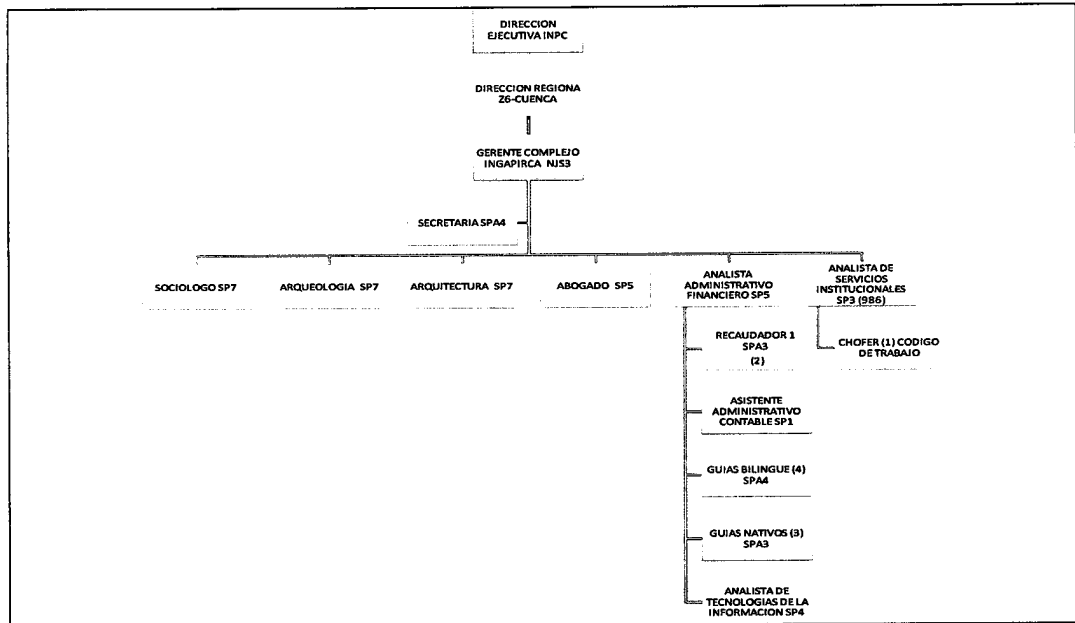 DIRECCION
EJECUTIVA INPC
DIRECCION REGIONA
Z6-CUENCA
GERENTE COMPLEJO
INGAPIRCA NJS3
SECRETARIA SPA4
SOCIOLOGO SP7
ARQUEOLOGIA SP7
ARQUITECTURA SP7
ABOGADO SP5
ANALISTA
ADMINISTRATIVO
FINANCIERO SP5
ANALISTA DE
SERVICIOS
INSTITUCIONALES
SP3 (986)
RECAUDADOR 1
SPA3
(2)
CHOFER (1) CODIGO
DE TRABAJO
ASISTENTE
ADMINISTRATIVO
CONTABLE SP1
GUIAS BILINGUE (4)
SPA4
GUIAS NATIVOS (3)
SPA3
ANALISTA DE
TECNOLOGIAS DE LA
INFORMACION SP4